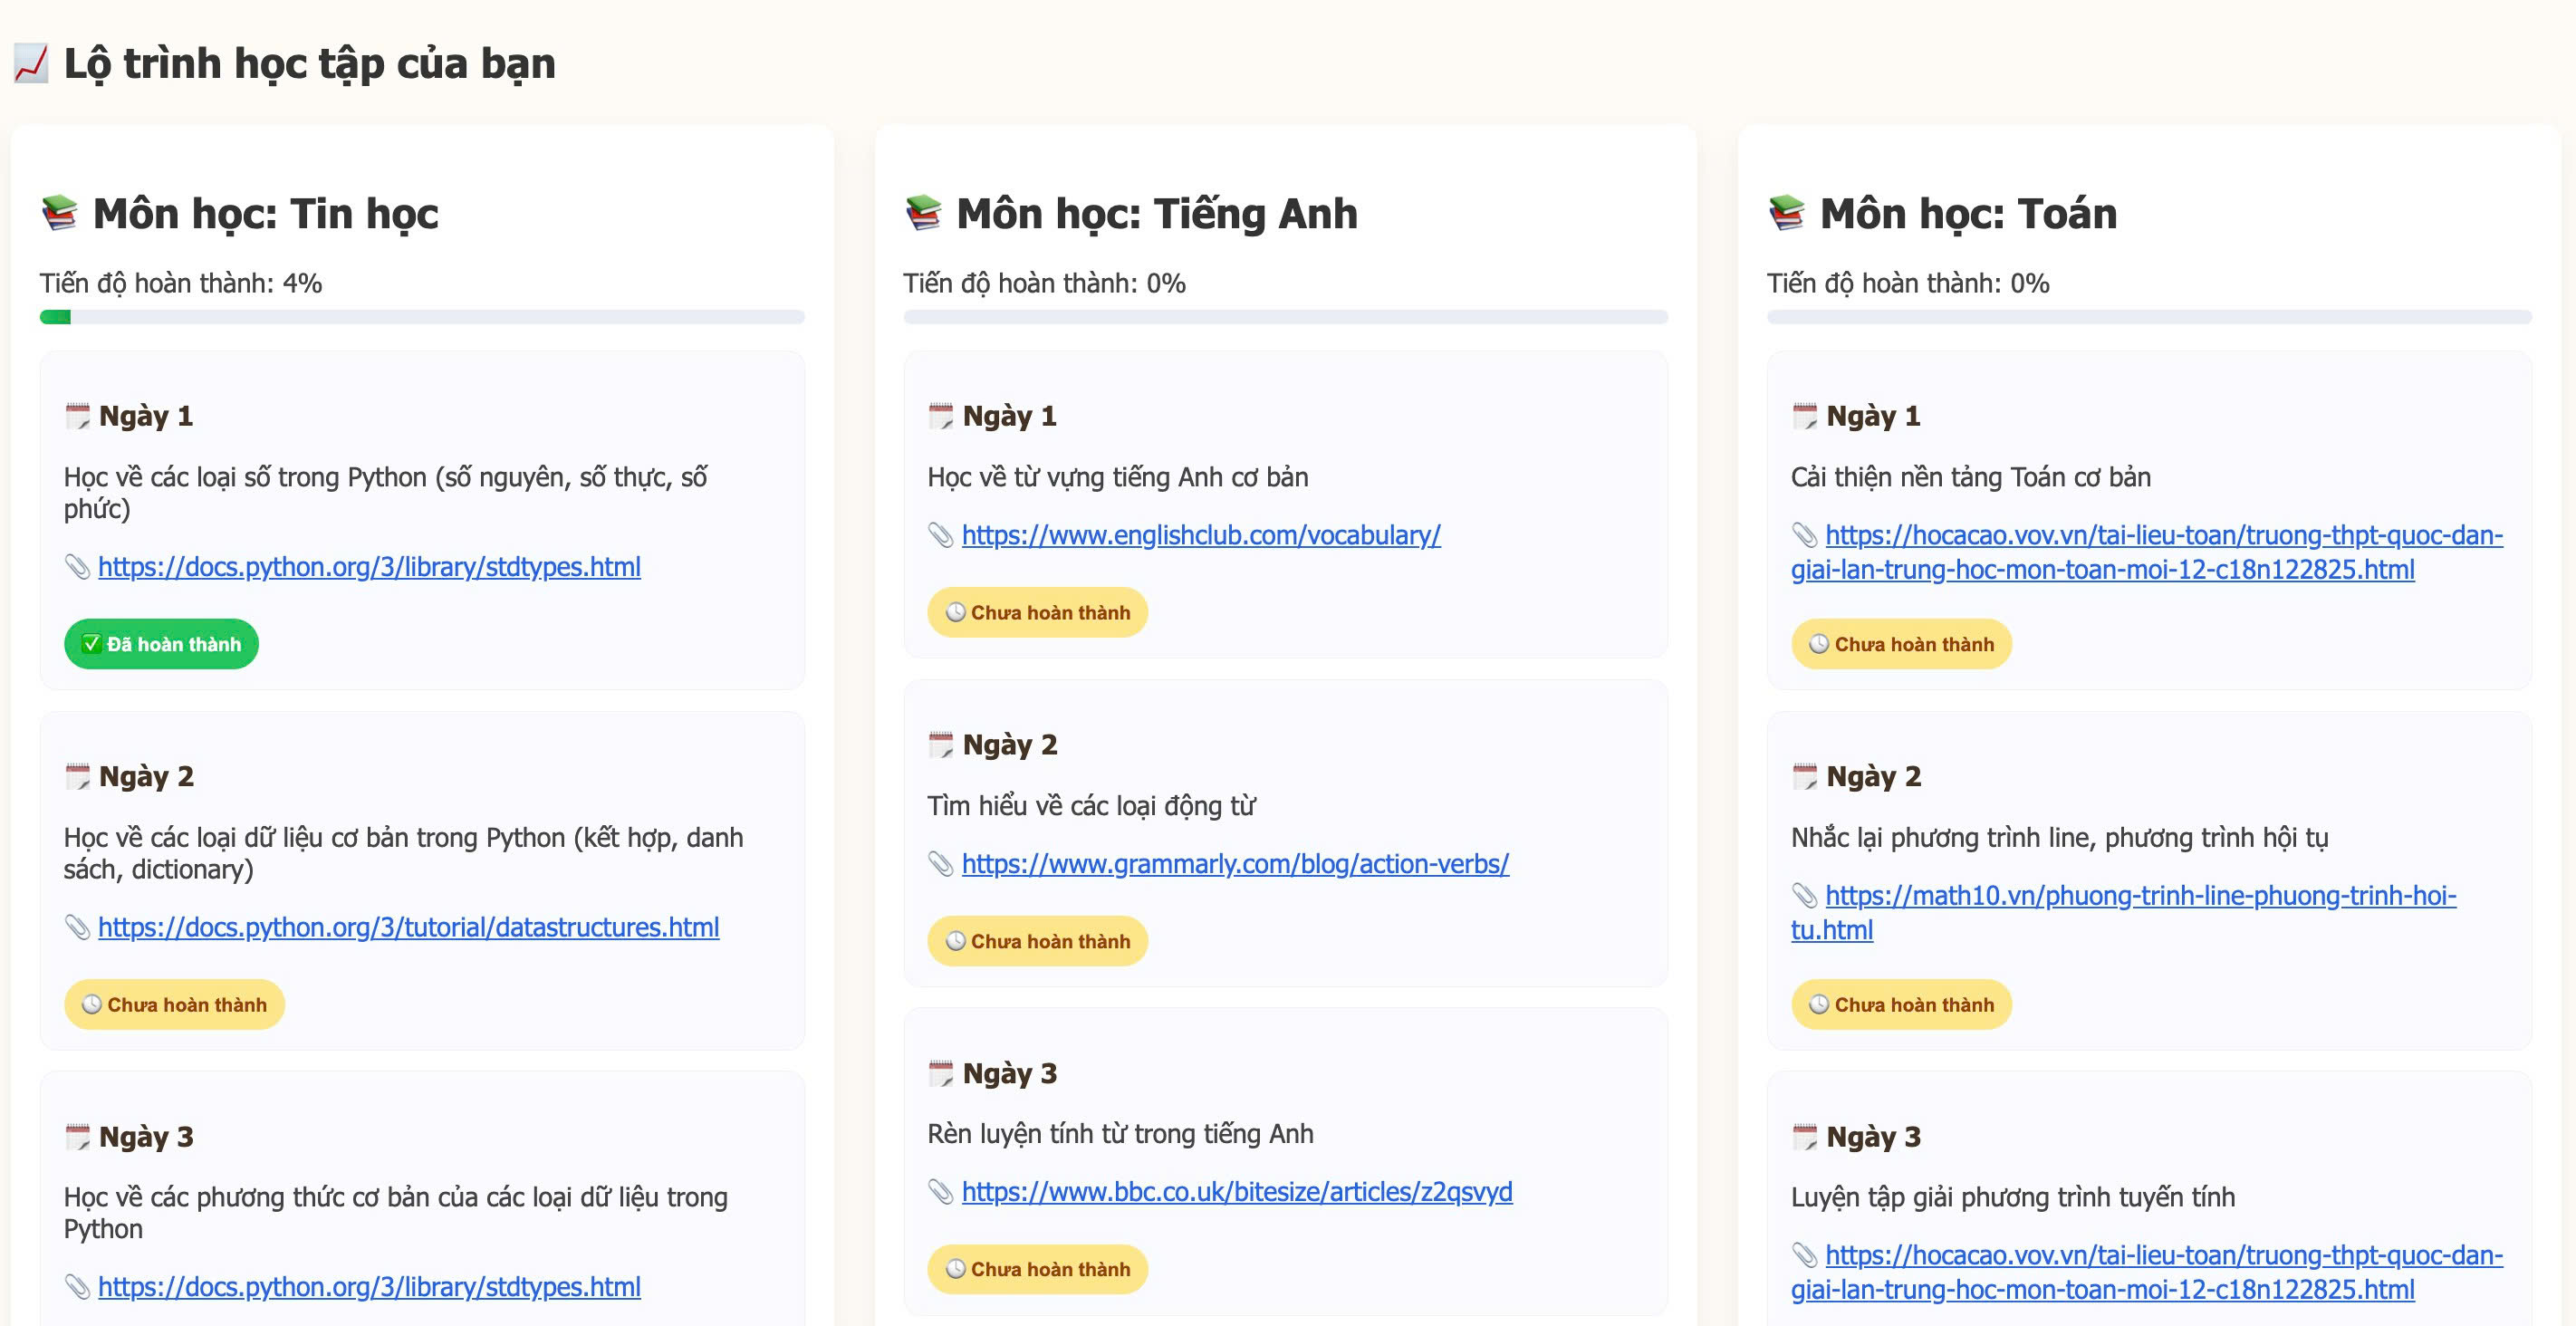 Lộ trình học tập của bạn
Môn học: Tin học
Tiến độ hoàn thành: 4%
Ngày 1
Học về các loại số trong Python (số nguyên, số thực, số
phức)
https://docs.python.org/3/library/stdtypes.html
Đã hoàn thành
Ngày 2
Học về các loại dữ liệu cơ bản trong Python (kết hợp, danh
sách, dictionary)
https://docs.python.org/3/tutorial/datastructures.html
Chưa hoàn thành
Ngày 3
Học về các phương thức cơ bản của các loại dữ liệu trong
Python
https://docs.python.org/3/library/stdtypes.html
Môn học: Tiếng Anh
Tiến độ hoàn thành: 0%
Ngày 1
Học về từ vựng tiếng Anh cơ bản
https://www.englishclub.com/vocabulary/
Chưa hoàn thành
Ngày 2
Tìm hiểu về các loại động từ
https://www.grammarly.com/blog/action-verbs/
Chưa hoàn thành
Ngày 3
Rèn luyện tính từ trong tiếng Anh
https://www.bbc.co.uk/bitesize/articles/z2qsvyd
Chưa hoàn thành
Môn học: Toán
Tiến độ hoàn thành: 0%
Ngày 1
Cải thiện nền tảng Toán cơ bản
https://hocacao.vov.vn/tai-lieu-toan/truong-thpt-quoc-dan-
giai-lan-trung-hoc-mon-toan-moi-12-c18n122825.html
Chưa hoàn thành
Ngày 2
Nhắc lại phương trình line, phương trình hội tụ
https://math10.vn/phuong-trinh-line-phuong-trinh-hoi-
tu.html
Chưa hoàn thành
Ngày 3
Luyện tập giải phương trình tuyến tính
https://hocacao.vov.vn/tai-lieu-toan/truong-thpt-quoc-dan-
giai-lan-trung-hoc-mon-toan-moi-12-c18n122825.html